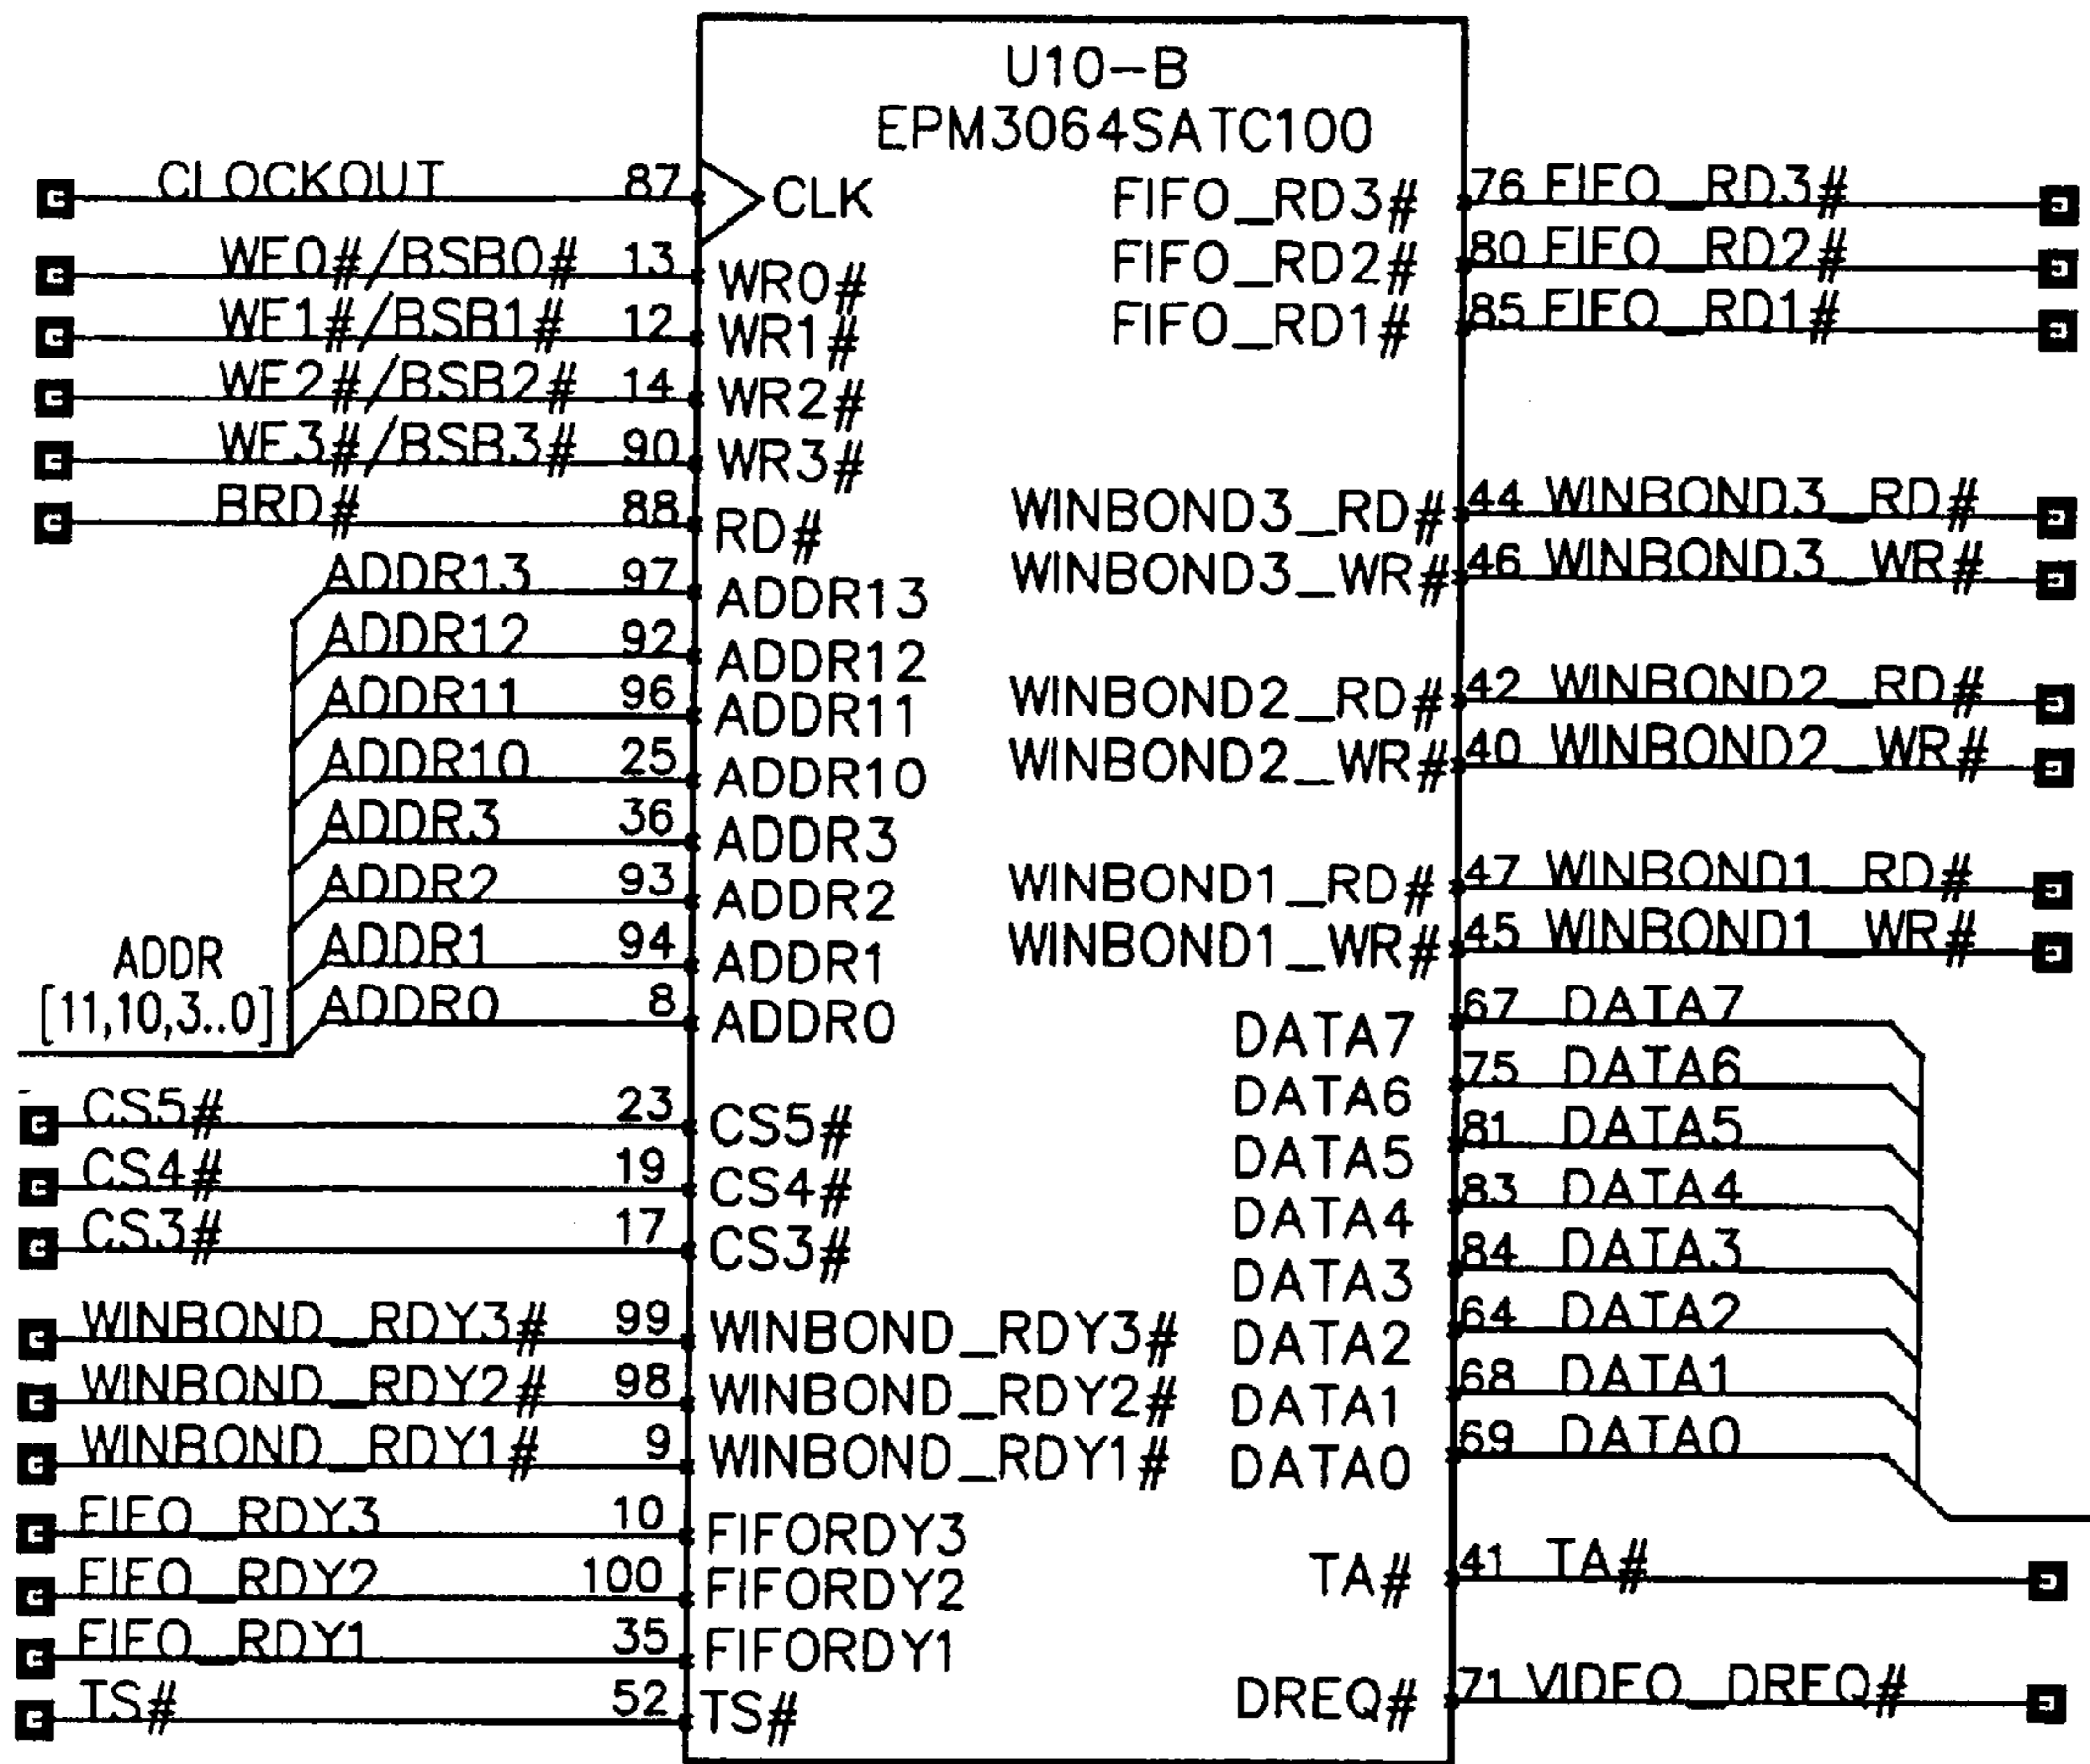 U10-B
EPM3064SATC100
CLOCKOUT 87 CLK FIFO_RD3# 76 FIFO_RD3#
WE0#/BSB0# 13 WR0# FIFO_RD2# 80 FIFO_RD2#
WE1#/BSB1# 12 WR1# FIFO_RD1# 85 FIFO_RD1#
WE2#/BSB2# 14 WR2#
WE3#/BSB3# 90 WR3#
BRD# 88 RD# WINBOND3_RD# 44 WINBOND3_RD#
ADDR13 97 ADDR13 WINBOND3_WR# 46 WINBOND3_WR#
ADDR12 92 ADDR12
ADDR11 96 ADDR11 WINBOND2_RD# 42 WINBOND2_RD#
ADDR10 25 ADDR10 WINBOND2_WR# 40 WINBOND2_WR#
ADDR3 36 ADDR3
ADDR2 93 ADDR2 WINBOND1_RD# 47 WINBOND1_RD#
ADDR1 94 ADDR1 WINBOND1_WR# 45 WINBOND1_WR#
ADDR
[11,10,3..0]
ADDR0 8 ADDR0 DATA7 67 DATA7
DATA6 75 DATA6
CS5# 23 CS5# DATA5 81 DATA5
CS4# 19 CS4# DATA4 83 DATA4
CS3# 17 CS3# DATA3 84 DATA3
WINBOND_RDY3# 99 WINBOND_RDY3# DATA2 64 DATA2
WINBOND_RDY2# 98 WINBOND_RDY2# DATA1 68 DATA1
WINBOND_RDY1# 9 WINBOND_RDY1# DATA0 69 DATA0
FIFO_RDY3 10 FIFORDY3
FIFO_RDY2 100 FIFORDY2 TA# 41 TA#
FIFO_RDY1 35 FIFORDY1
TS# 52 TS# DREQ# 71 VIDEO_DREQ#